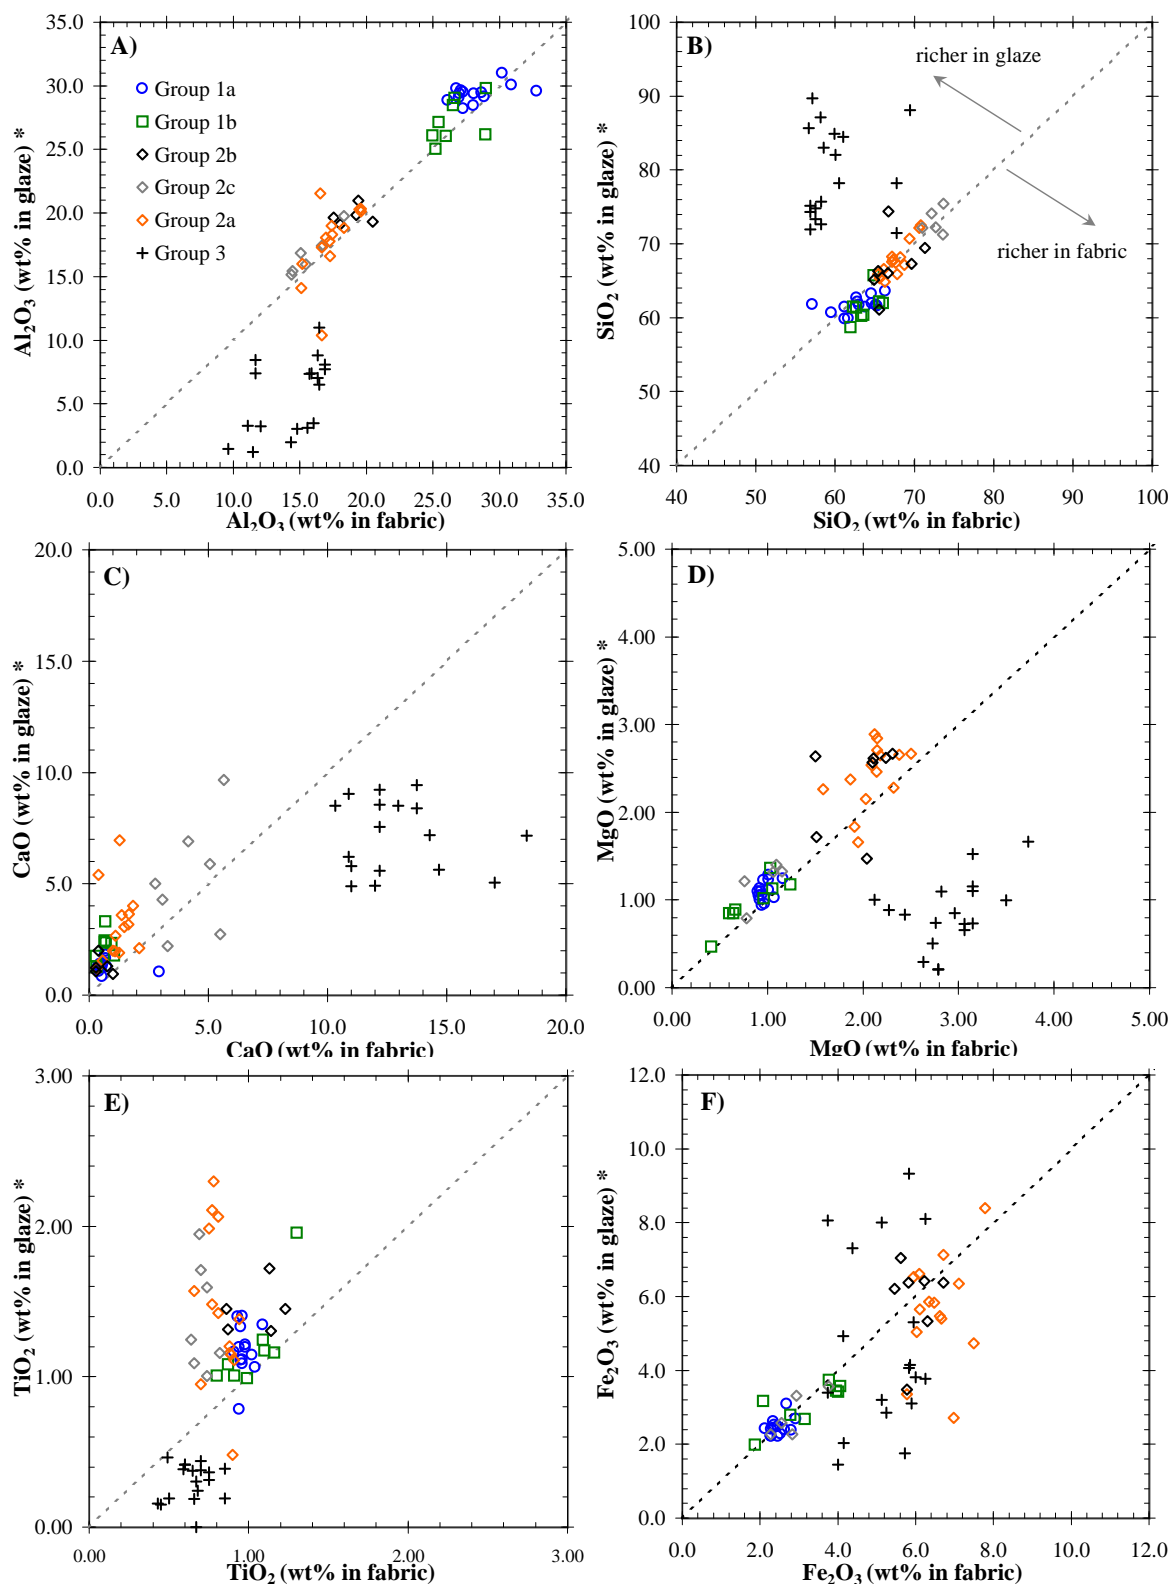 A)
35.0
30.0
25.0
20.0
15.0
10.0
5.0
0.0
Al₂O₃ (wt% in glaze) *
Group 1a
Group 1b
Group 2b
Group 2c
Group 2a
Group 3
0.0 5.0 10.0 15.0 20.0 25.0 30.0 35.0
Al₂O₃ (wt% in fabric)
B)
100
90
80
70
60
50
40
SiO₂ (wt% in glaze) *
richer in glaze
richer in fabric
40 50 60 70 80 90 100
SiO₂ (wt% in fabric)
C)
20.0
15.0
10.0
5.0
0.0
CaO (wt% in glaze) *
0.0 5.0 10.0 15.0 20.0
CaO (wt% in fabric)
D)
5.00
4.00
3.00
2.00
1.00
0.00
MgO (wt% in glaze) *
0.00 1.00 2.00 3.00 4.00 5.00
MgO (wt% in fabric)
E)
3.00
2.00
1.00
0.00
TiO₂ (wt% in glaze) *
0.00 1.00 2.00 3.00
TiO₂ (wt% in fabric)
F)
12.0
10.0
8.0
6.0
4.0
2.0
0.0
Fe₂O₃ (wt% in glaze) *
0.0 2.0 4.0 6.0 8.0 10.0 12.0
Fe₂O₃ (wt% in fabric)